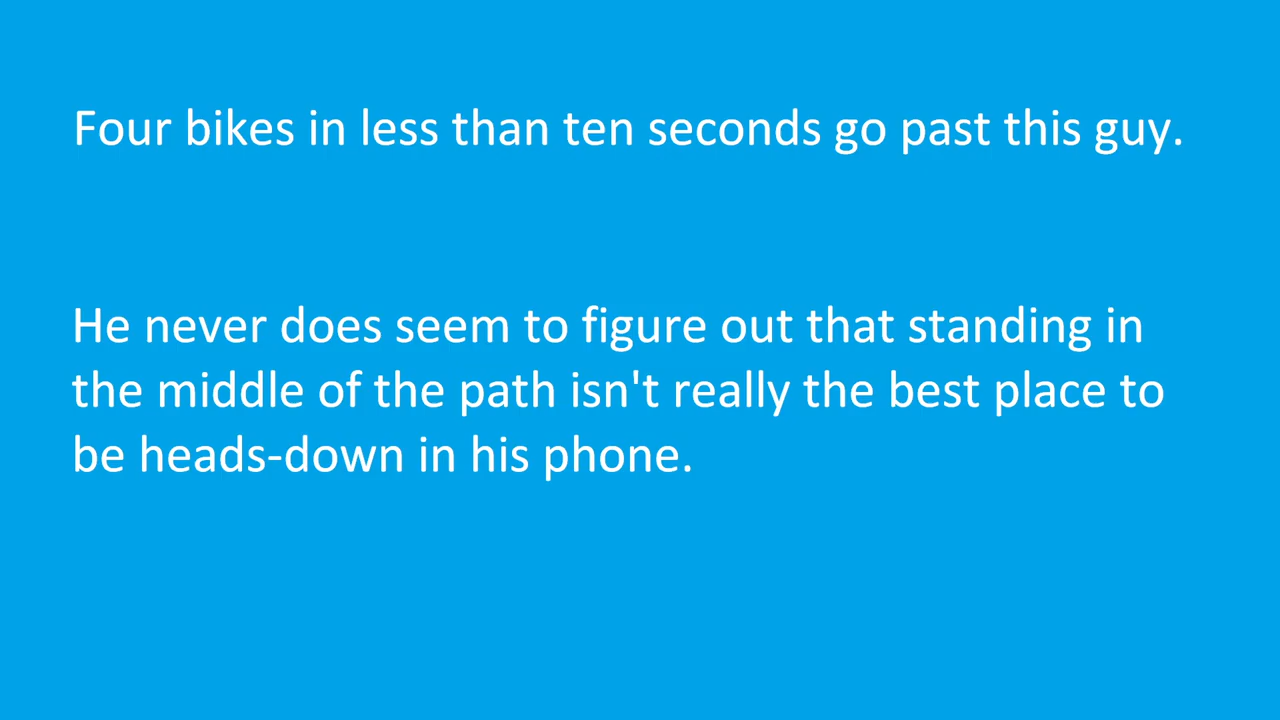 Four bikes in less than ten seconds go past this guy.
He never does seem to figure out that standing in
the middle of the path isn't really the best place to
be heads-down in his phone.